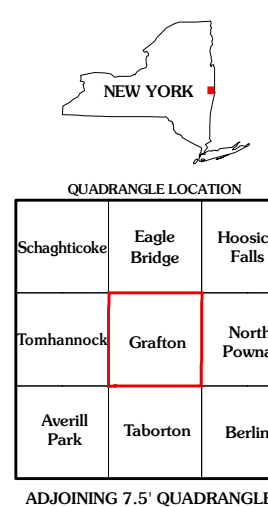 NEW YORK
QUADRANGLE LOCATION
Schaghticoke
Eagle
Bridge
Hoosic
Falls
Tomhannock
Grafton
North
Powna
Averill
Park
Taborton
Berlin
ADJOINING 7.5' QUADRANGLE